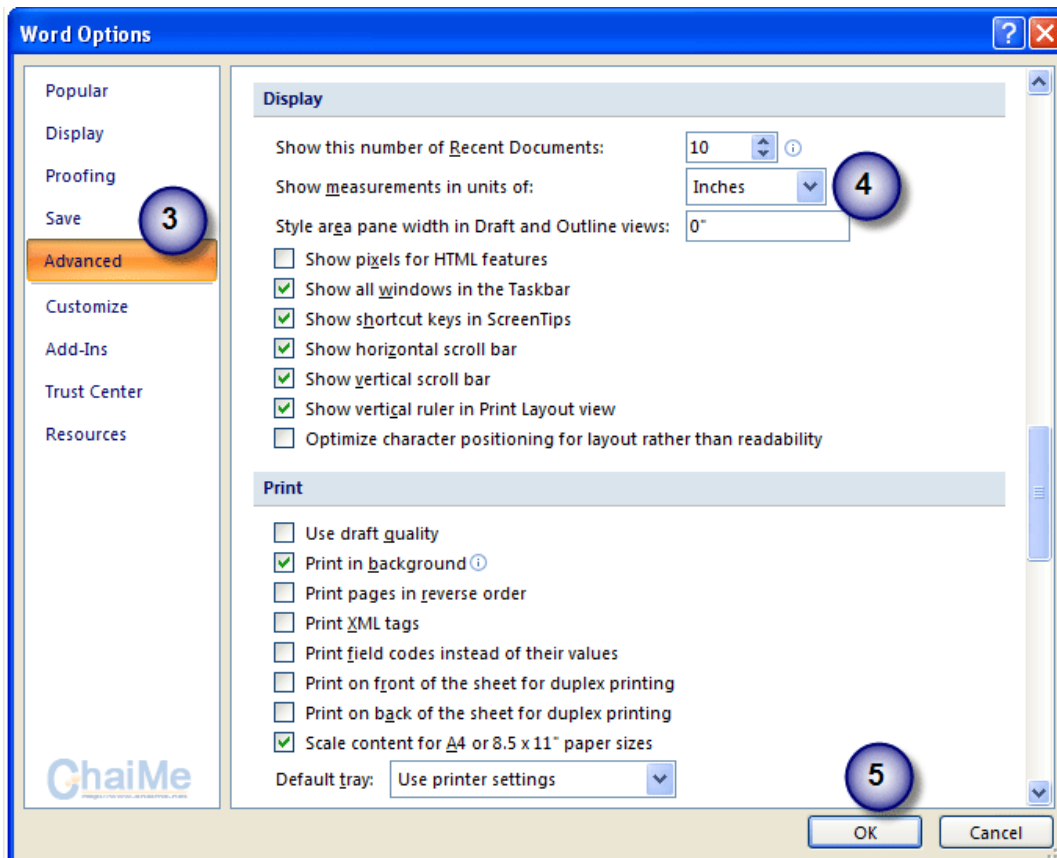 Word Options
Popular
Display
Proofing
Save
3
Advanced
Customize
Add-Ins
Trust Center
Resources
ChaiMe
Display
Show this number of Recent Documents: 10
Show measurements in units of: Inches 4
Style area pane width in Draft and Outline views: 0"
Show pixels for HTML features
Show all windows in the Taskbar
Show shortcut keys in ScreenTips
Show horizontal scroll bar
Show vertical scroll bar
Show vertical ruler in Print Layout view
Optimize character positioning for layout rather than readability
Print
Use draft quality
Print in background
Print pages in reverse order
Print XML tags
Print field codes instead of their values
Print on front of the sheet for duplex printing
Print on back of the sheet for duplex printing
Scale content for A4 or 8.5 x 11" paper sizes
Default tray: Use printer settings
5
OK Cancel